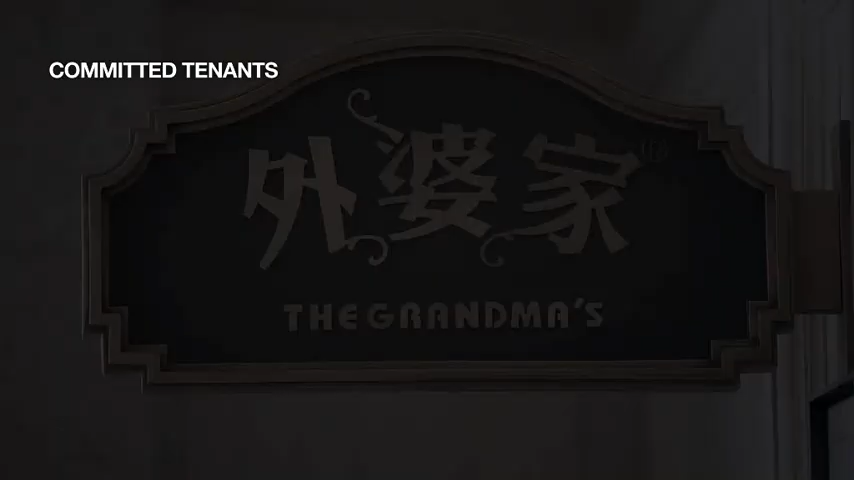 COMMITTED TENANTS
外婆家®
THE GRANDMA'S